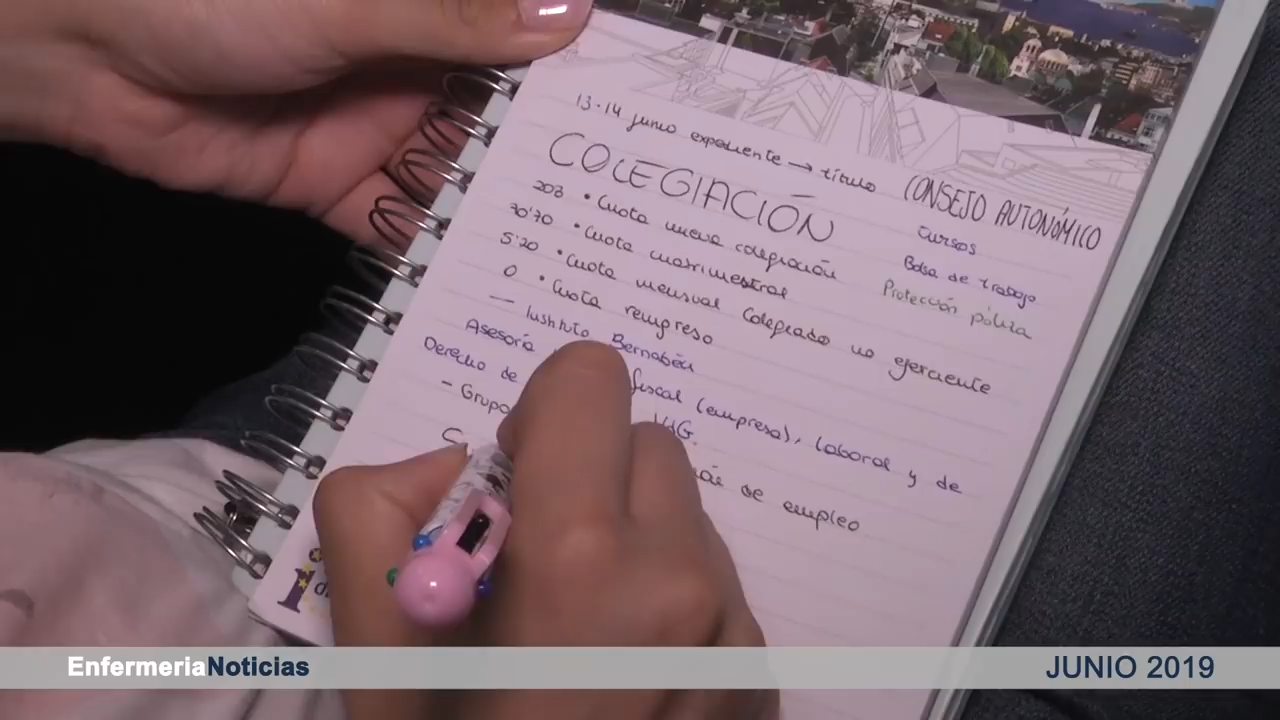 13-14 junio expediente → título
COLEGIACIÓN
CONSEJO AUTONÓMICO
203 • Cuota nueva colegiación
Cursos
70'70 • Cuota cuatrimestral
Bolsa de trabajo
5'20 • Cuota mensual Colegiado no ejerciente
Protección póliza
0 • Cuota reingreso
— Instituto Bernabéu
Asesoría fiscal (empresa), laboral y de
Derecho de
- Grupo
de empleo
EnfermeriaNoticias
JUNIO 2019